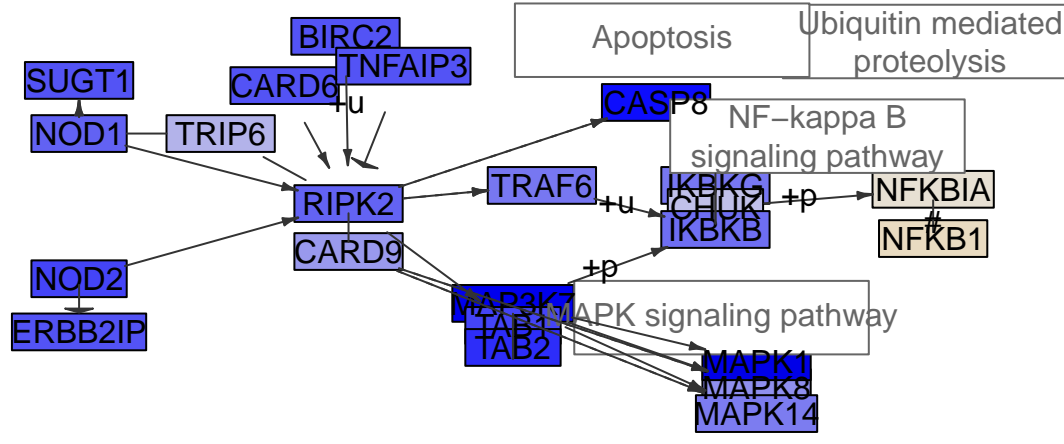 BIRC2
Apoptosis
Ubiquitin mediated
proteolysis
TNFAIP3
SUGT1
CARD6
+u
CASP8
NOD1
TRIP6
NF−kappa B
signaling pathway
TRAF6
IKBKG
NFKBIA
RIPK2
+u
CHUK
+p
IKBKB
#
NFKB1
CARD9
+p
NOD2
MAP3K7
MAPK signaling pathway
ERBB2IP
TAB1
TAB2
MAPK1
MAPK8
MAPK14